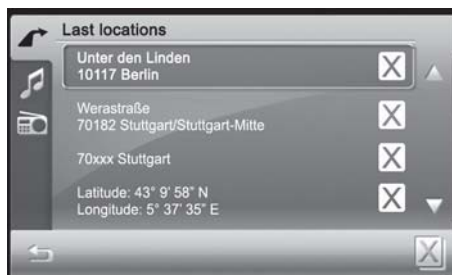 Last locations
Unter den Linden
10117 Berlin
X
Werastraße
70182 Stuttgart/Stuttgart-Mitte
X
70xxx Stuttgart
X
Latitude: 43° 9' 58" N
Longitude: 5° 37' 35" E
X
X